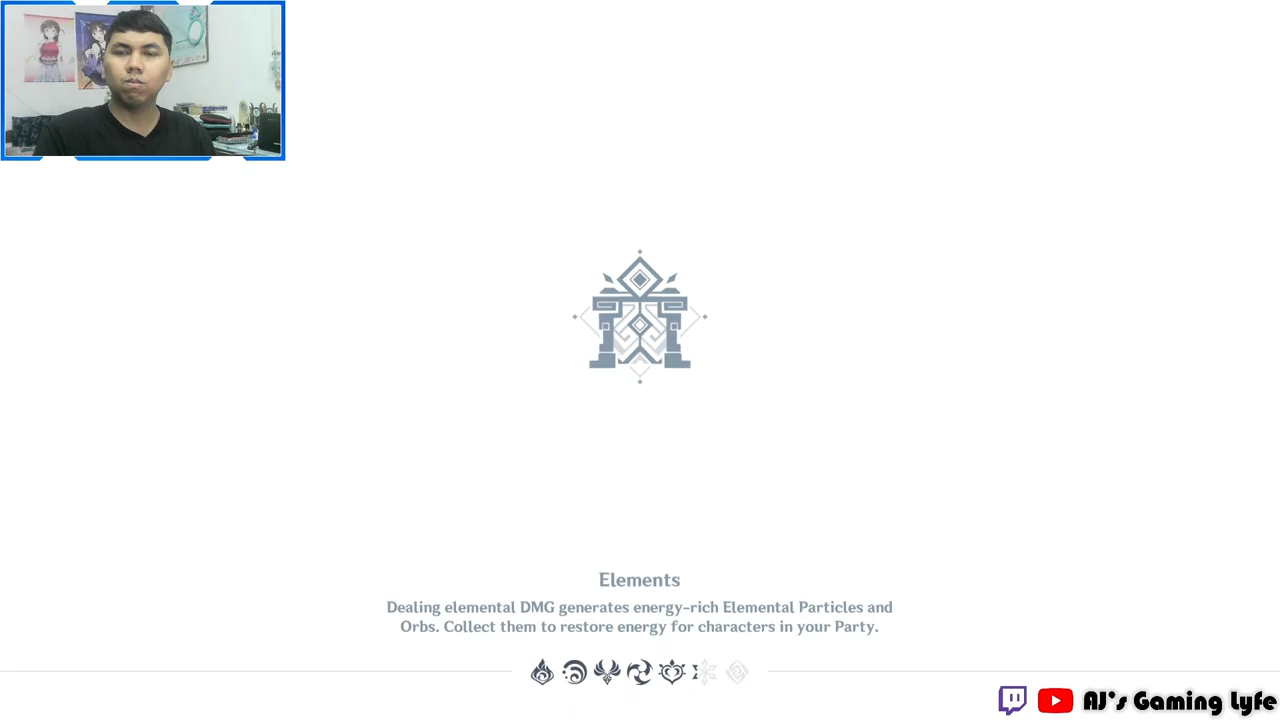 Elements
Dealing elemental DMG generates energy-rich Elemental Particles and
Orbs. Collect them to restore energy for characters in your Party.
AJ's Gaming Lyfe